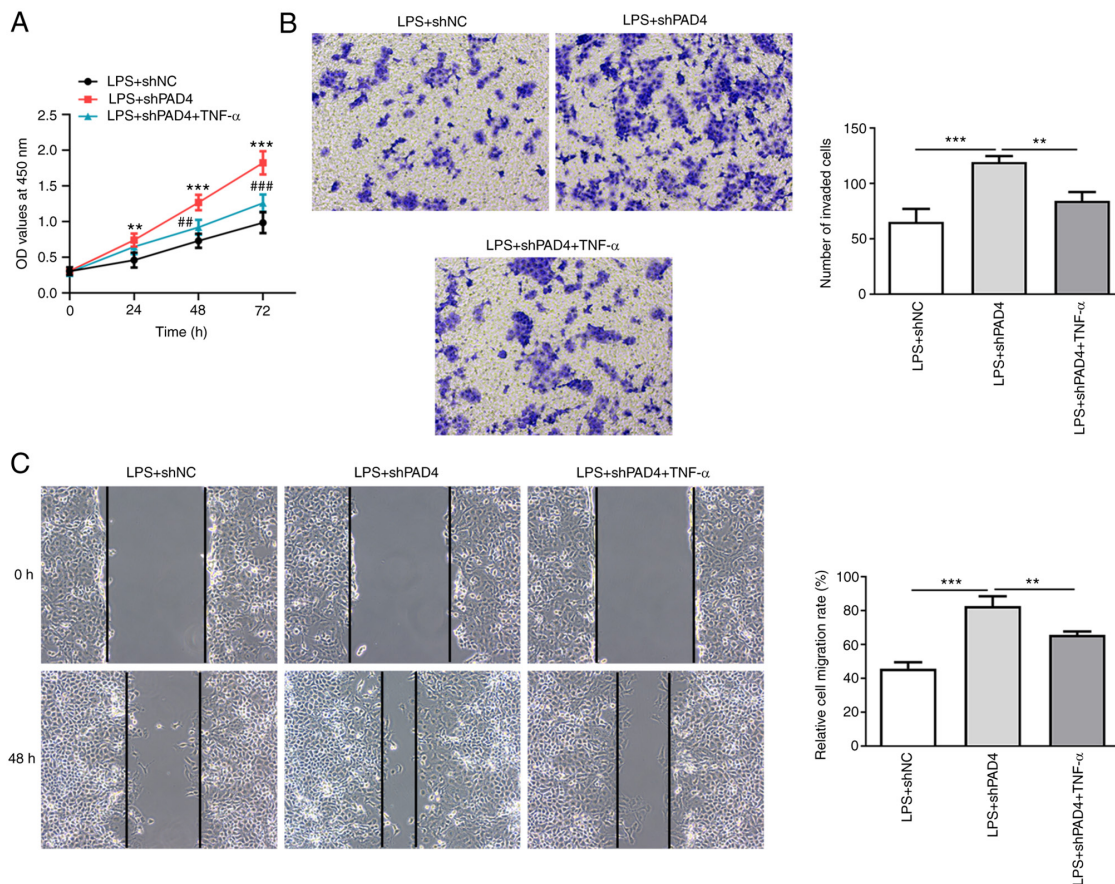 A
LPS+shNC
LPS+shPAD4
LPS+shPAD4+TNF-α
OD values at 450 nm
2.5
2.0
1.5
1.0
0.5
0.0
**
***
##
***
###
0
24
48
72
Time (h)
B
LPS+shNC
LPS+shPAD4
LPS+shPAD4+TNF-α
Number of invaded cells
150
100
50
0
***
**
LPS+shNC
LPS+shPAD4
LPS+shPAD4+TNF-α
C
LPS+shNC
LPS+shPAD4
LPS+shPAD4+TNF-α
0 h
48 h
Relative cell migration rate (%)
100
80
60
40
20
0
***
**
LPS+shNC
LPS+shPAD4
LPS+shPAD4+TNF-α